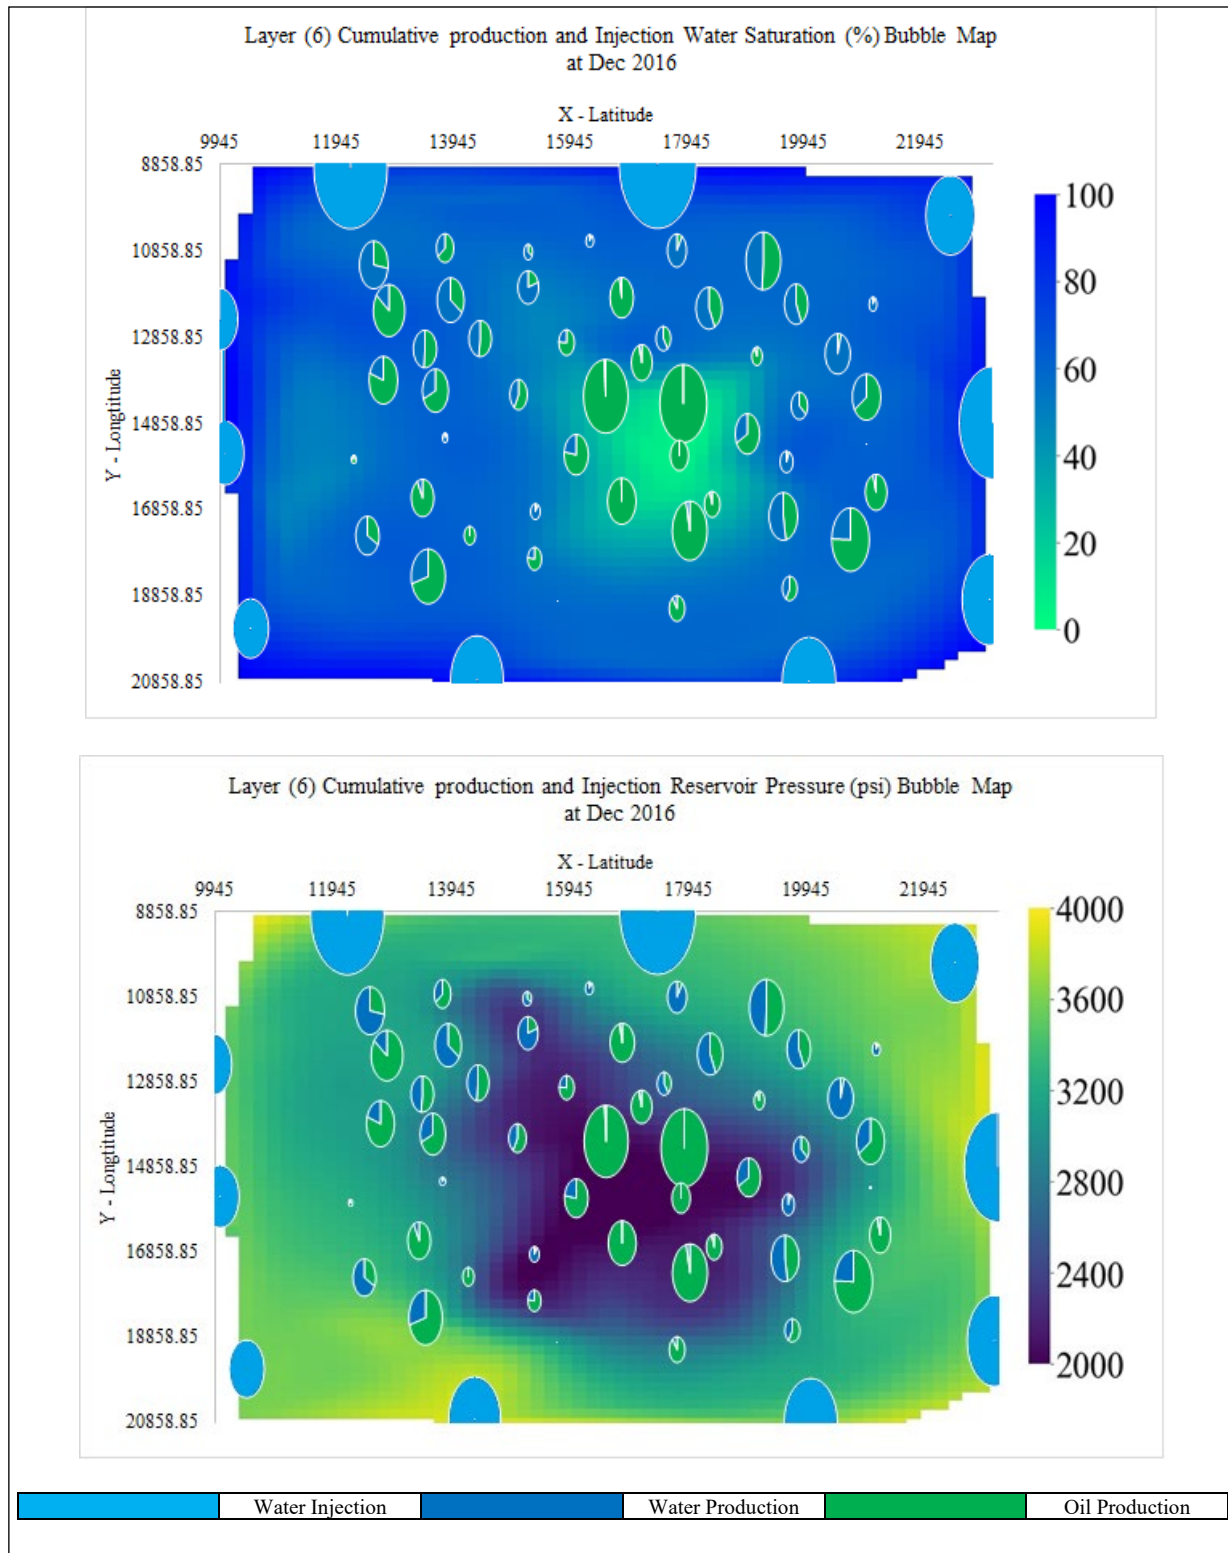 Layer (6) Cumulative production and Injection Water Saturation (%) Bubble Map
at Dec 2016
X - Latitude
9945 11945 13945 15945 17945 19945 21945
8858.85
10858.85
12858.85
14858.85
16858.85
18858.85
20858.85
Y - Longtitude
100
80
60
40
20
0
Layer (6) Cumulative production and Injection Reservoir Pressure (psi) Bubble Map
at Dec 2016
X - Latitude
9945 11945 13945 15945 17945 19945 21945
8858.85
10858.85
12858.85
14858.85
16858.85
18858.85
20858.85
Y - Longtitude
4000
3600
3200
2800
2400
2000
Water Injection Water Production Oil Production